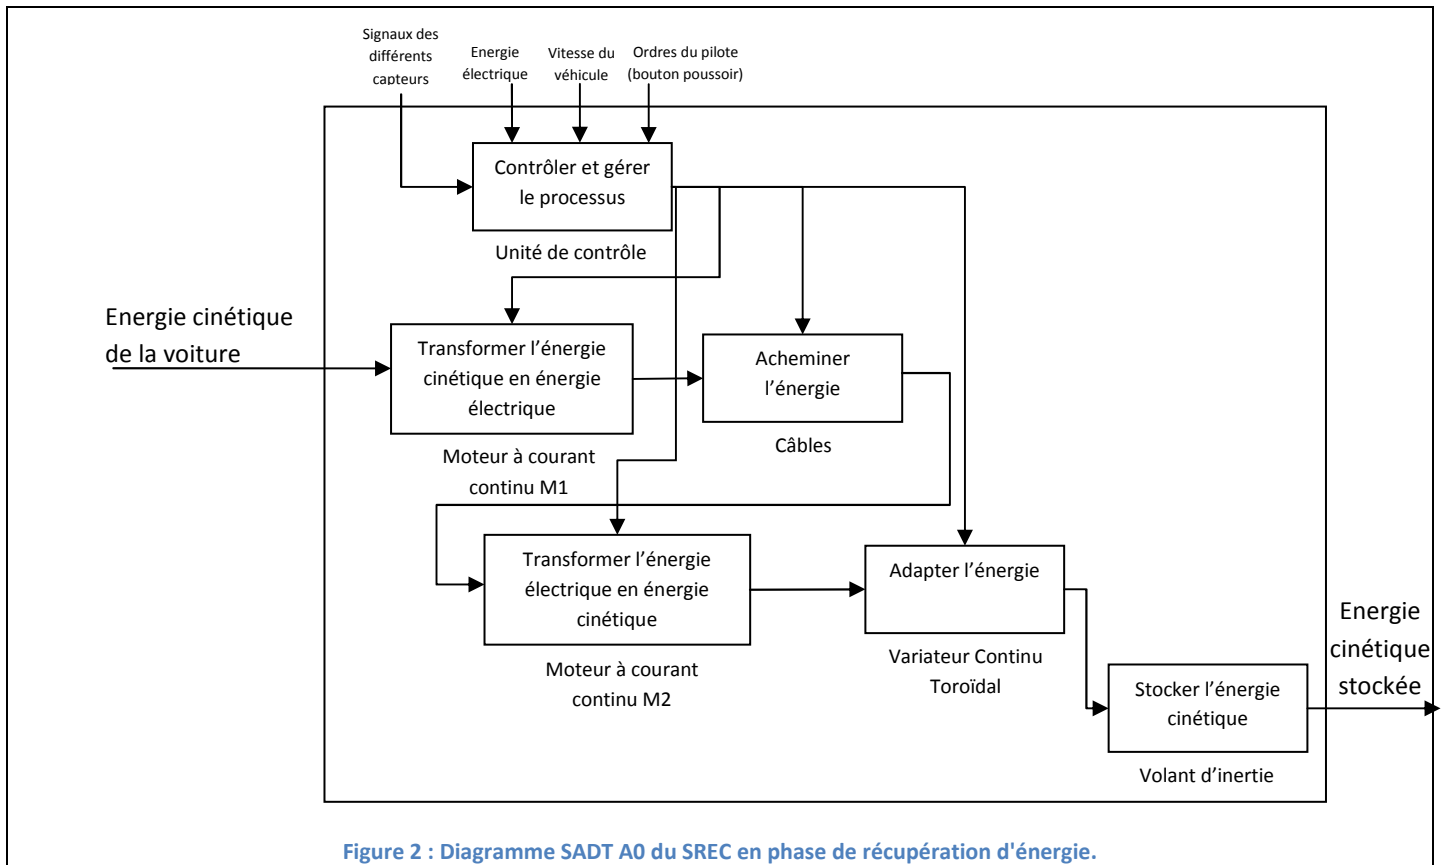 Signaux des
différents
capteurs
Energie
électrique
Vitesse du
véhicule
Ordres du pilote
(bouton poussoir)
Contrôler et gérer
le processus
Unité de contrôle
Energie cinétique
de la voiture
Transformer l'énergie
cinétique en énergie
électrique
Moteur à courant
continu M1
Acheminer
l'énergie
Câbles
Transformer l'énergie
électrique en énergie
cinétique
Moteur à courant
continu M2
Adapter l'énergie
Variateur Continu
Toroïdal
Stocker l'énergie
cinétique
Volant d'inertie
Energie
cinétique
stockée
Figure 2 : Diagramme SADT A0 du SREC en phase de récupération d'énergie.